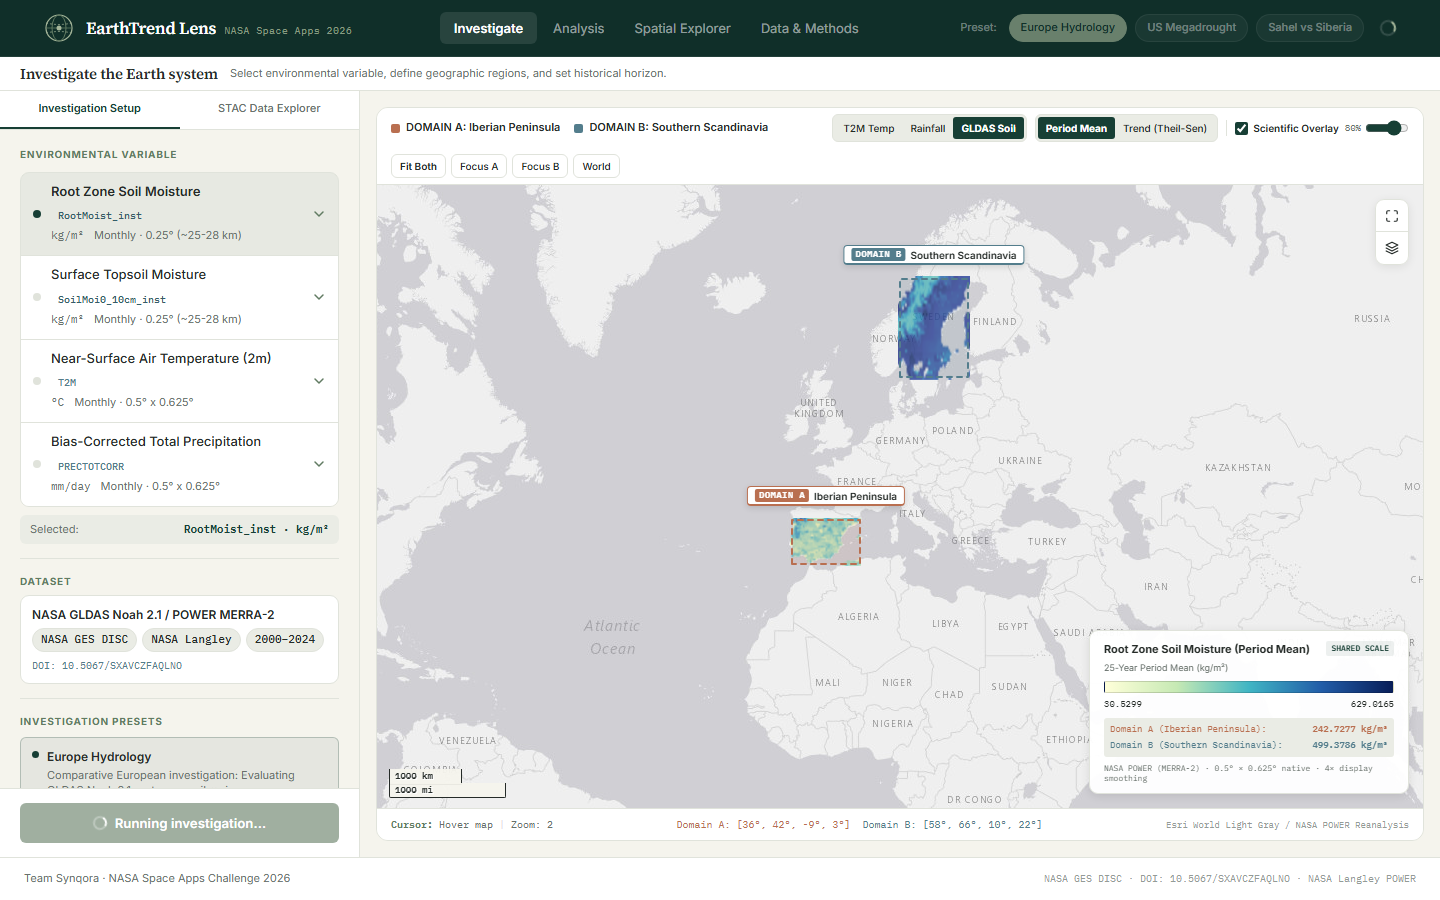 EarthTrend Lens NASA Space Apps 2026
Investigate Analysis Spatial Explorer Data & Methods
Preset: Europe Hydrology US Megadrought Sahel vs Siberia
Investigate the Earth system Select environmental variable, define geographic regions, and set historical horizon.
Investigation Setup STAC Data Explorer
ENVIRONMENTAL VARIABLE
Root Zone Soil Moisture
RootMoist_inst
kg/m² Monthly · 0.25° (~25-28 km)
Surface Topsoil Moisture
SoilMoi0_10cm_inst
kg/m² Monthly · 0.25° (~25-28 km)
Near-Surface Air Temperature (2m)
T2M
°C Monthly · 0.5° x 0.625°
Bias-Corrected Total Precipitation
PRECTOTCORR
mm/day Monthly · 0.5° x 0.625°
Selected: RootMoist_inst · kg/m²
DATASET
NASA GLDAS Noah 2.1 / POWER MERRA-2
NASA GES DISC NASA Langley 2000–2024
DOI: 10.5067/SXAVCZFAQLNO
INVESTIGATION PRESETS
Europe Hydrology
Comparative European investigation: Evaluating
Running investigation...
DOMAIN A: Iberian Peninsula DOMAIN B: Southern Scandinavia
T2M Temp Rainfall GLDAS Soil
Period Mean Trend (Theil-Sen)
Scientific Overlay 80%
Fit Both Focus A Focus B World
DOMAIN B Southern Scandinavia
FINLAND
RUSSIA
NORW
UNITED
KINGDOM
POLAND
GERMANY
UKRAINE
KAZAKHSTAN
FRANCE
MO
DOMAIN A Iberian Peninsula
ITALY
GREECE
TURKEY
IRAN
CH
Atlantic
Ocean
ALGERIA
LIBYA
EGYPT
SAUDI A
MALI
NIGER
CHAD
SUDAN
NIGERIA
ETHIOPI
VENEZUELA
COLOMBIA
DR CONGO
1000 km
1000 mi
Root Zone Soil Moisture (Period Mean) SHARED SCALE
25-Year Period Mean (kg/m²)
30.5299 629.0165
Domain A (Iberian Peninsula): 242.7277 kg/m²
Domain B (Southern Scandinavia): 499.3786 kg/m²
NASA POWER (MERRA-2) · 0.5° × 0.625° native · 4× display
smoothing
Cursor: Hover map | Zoom: 2
Domain A: [36°, 42°, -9°, 3°] Domain B: [58°, 66°, 10°, 22°]
Esri World Light Gray / NASA POWER Reanalysis
Team Synqora · NASA Space Apps Challenge 2026
NASA GES DISC · DOI: 10.5067/SXAVCZFAQLNO · NASA Langley POWER